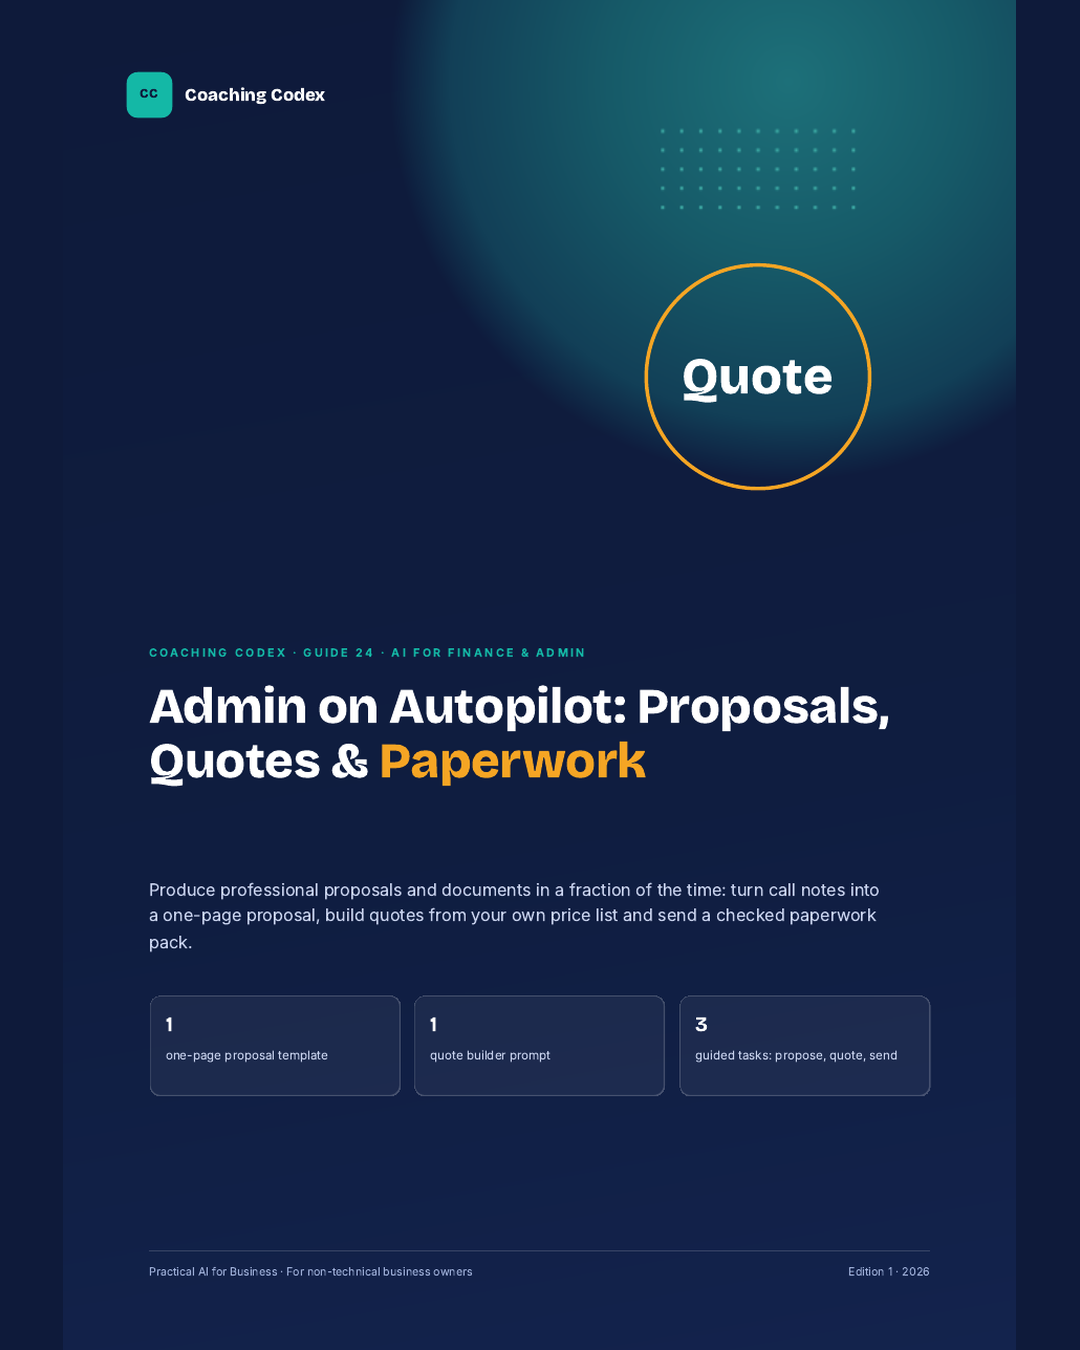 CC
Coaching Codex
Quote
COACHING CODEX · GUIDE 24 · AI FOR FINANCE & ADMIN
Admin on Autopilot: Proposals,
Quotes & Paperwork
Produce professional proposals and documents in a fraction of the time: turn call notes into
a one-page proposal, build quotes from your own price list and send a checked paperwork
pack.
1
one-page proposal template
1
quote builder prompt
3
guided tasks: propose, quote, send
Practical AI for Business · For non-technical business owners
Edition 1 · 2026